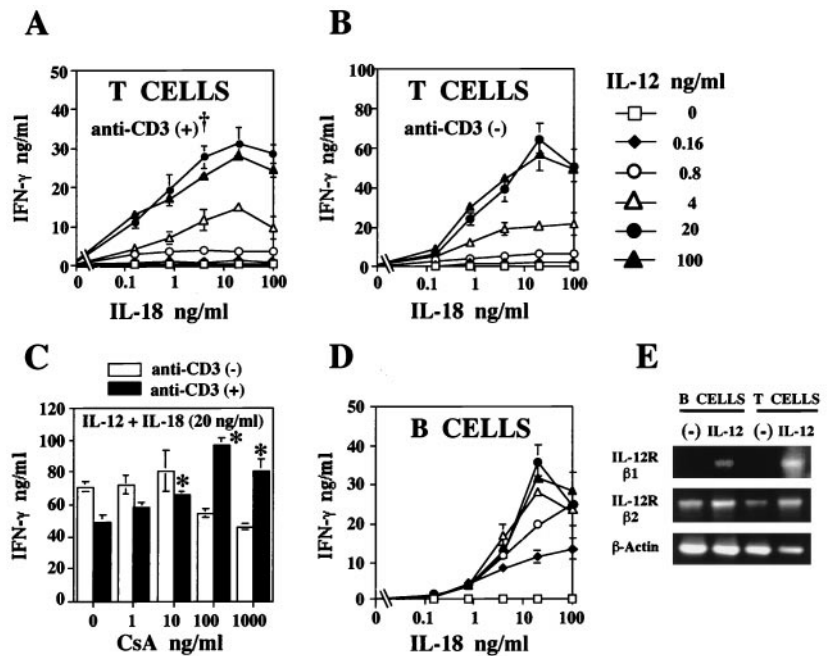 A
T CELLS
anti-CD3 (+)†
IFN-γ ng/ml
60
50
40
30
20
10
0
0 0.1 1 10 100
IL-18 ng/ml
B
T CELLS
anti-CD3 (-)
IFN-γ ng/ml
100
80
60
40
20
0
0 0.1 1 10 100
IL-18 ng/ml
IL-12 ng/ml
0
0.16
0.8
4
20
100
C
anti-CD3 (-)
anti-CD3 (+)
IL-12 + IL-18 (20 ng/ml)
IFN-γ ng/ml
120
100
80
60
40
20
00
* * *
0 1 10 100 1000
CsA ng/ml
D
B CELLS
IFN-γ ng/ml
50
40
30
20
10
0
0 0.1 1 10 100
IL-18 ng/ml
E
B CELLS T CELLS
(-) IL-12 (-) IL-12
IL-12R
β1
IL-12R
β2
β-Actin